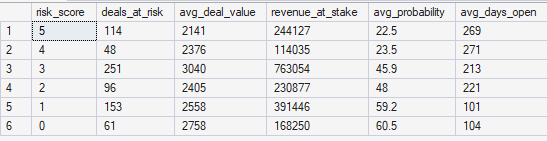 risk_score deals_at_risk avg_deal_value revenue_at_stake avg_probability avg_days_open
1 5 114 2141 244127 22.5 269
2 4 48 2376 114035 23.5 271
3 3 251 3040 763054 45.9 213
4 2 96 2405 230877 48 221
5 1 153 2558 391446 59.2 101
6 0 61 2758 168250 60.5 104